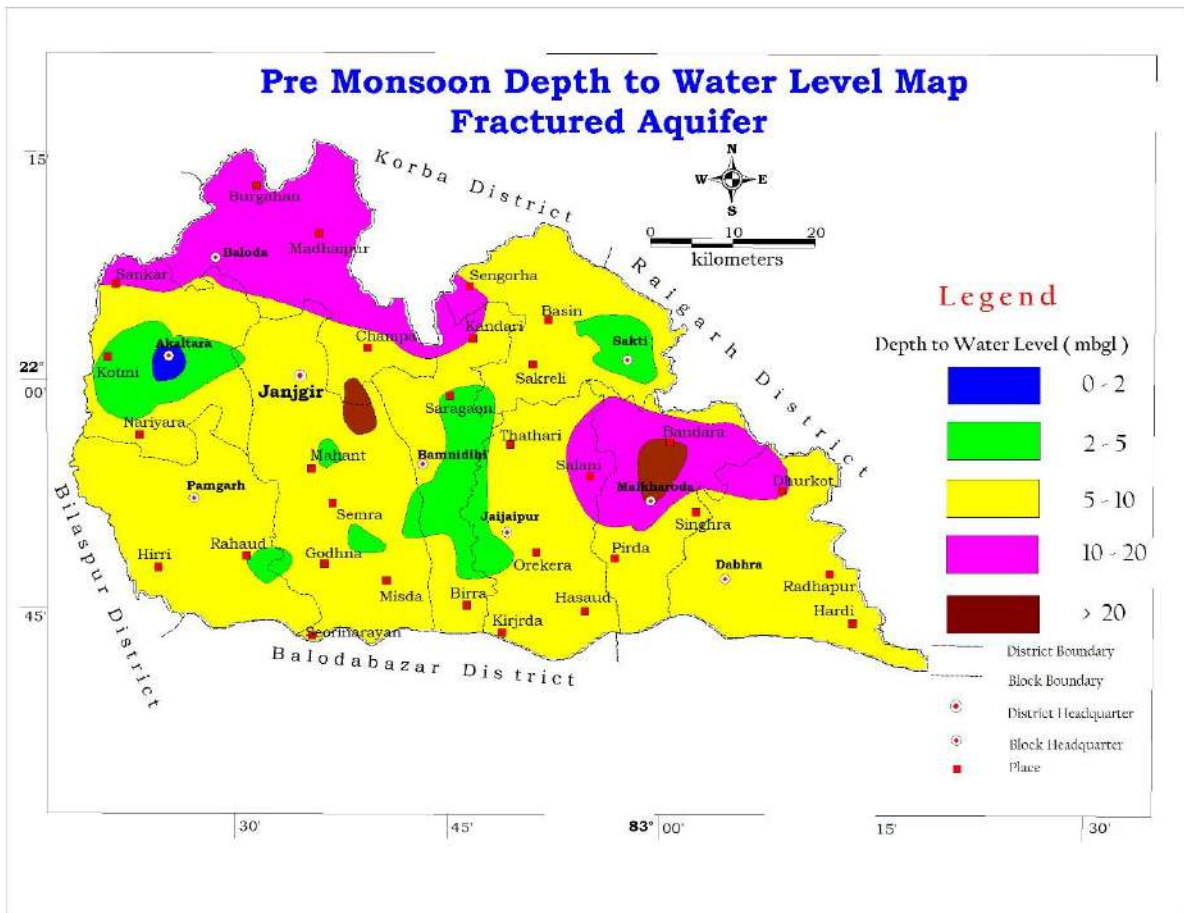 Pre Monsoon Depth to Water Level Map
Fractured Aquifer
Korba District
Raigarh District
Bilaspur District
Balodabazar District
N
W E
S
0 10 20
kilometers
Burgahan
Madhaipur
Baloda
Sankar
Sengorha
Basin
Kandari
Champa
Akaltara
Kotmi
Sakti
Sakreli
Janjgir
Saragaon
Nariyara
Thathari
Bandara
Mahant
Bamnidihi
Salani
Dhurkot
Pamgarh
Malkharoda
Semra
Jaijaipur
Singhra
Rahaud
Hirri
Godhna
Orekera
Pirda
Dabhra
Misda
Radhapur
Birra
Hasaud
Hardi
Seorinarayan
Kirjrda
Legend
Depth to Water Level ( mbgl )
0 - 2
2 - 5
5 - 10
10 - 20
> 20
District Boundary
Block Boundary
District Headquarter
Block Headquarter
Place
15'
22°
00'
45'
30'
45'
83° 00'
15'
30'